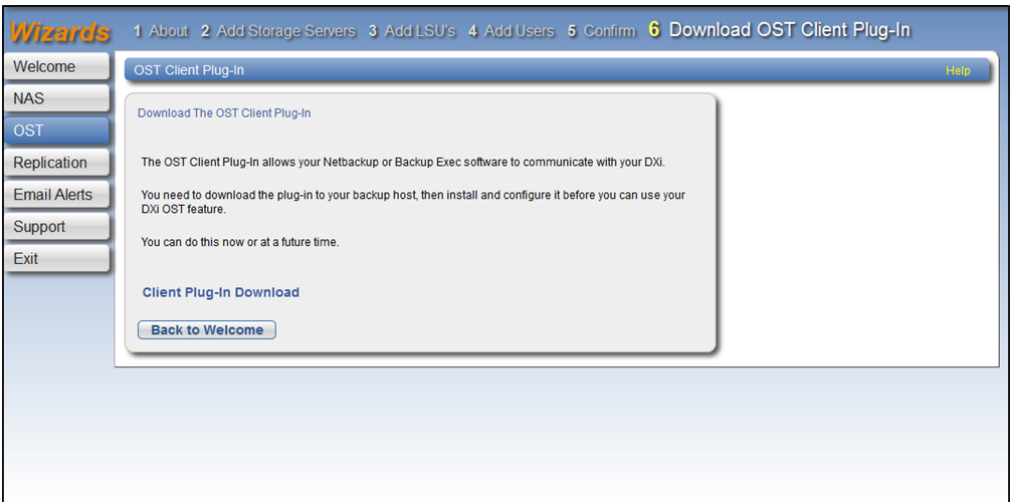 Wizards 1 About 2 Add Storage Servers 3 Add LSU's 4 Add Users 5 Confirm 6 Download OST Client Plug-In
Welcome
NAS
OST
Replication
Email Alerts
Support
Exit
OST Client Plug-In Help
Download The OST Client Plug-In
The OST Client Plug-In allows your Netbackup or Backup Exec software to communicate with your DXi.
You need to download the plug-in to your backup host, then install and configure it before you can use your
DXi OST feature.
You can do this now or at a future time.
Client Plug-In Download
Back to Welcome